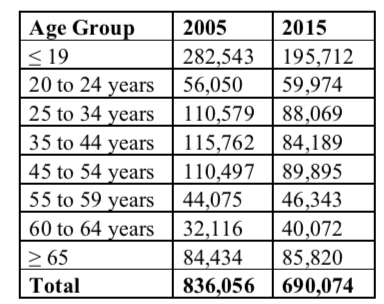 Age Group 2005 2015
≤ 19 282,543 195,712
20 to 24 years 56,050 59,974
25 to 34 years 110,579 88,069
35 to 44 years 115,762 84,189
45 to 54 years 110,497 89,895
55 to 59 years 44,075 46,343
60 to 64 years 32,116 40,072
≥ 65 84,434 85,820
Total 836,056 690,074